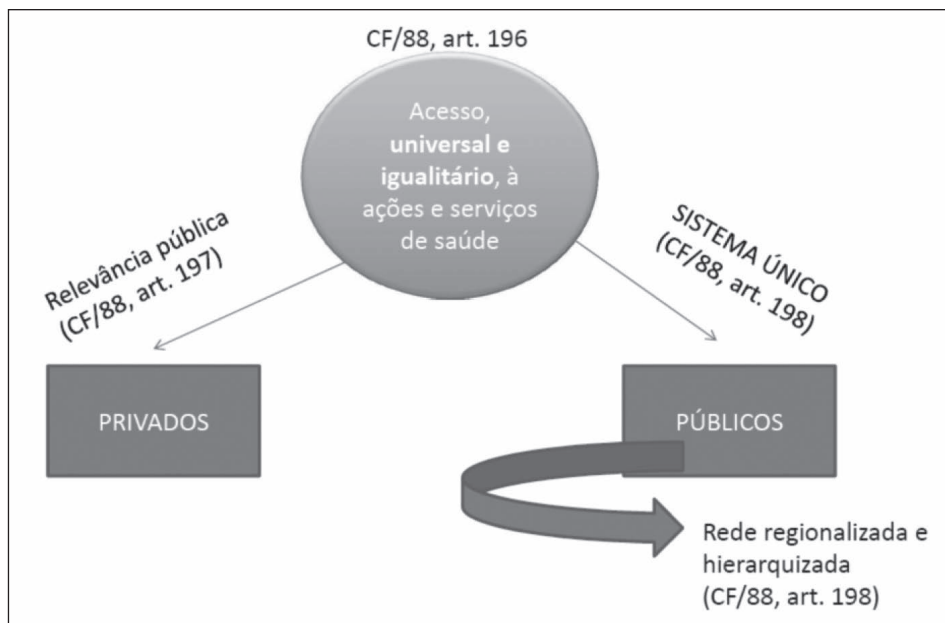 CF/88, art. 196
Acesso,
universal e
igualitário, à
ações e serviços
de saúde
Relevância pública
(CF/88, art. 197)
SISTEMA ÚNICO
(CF/88, art. 198)
PRIVADOS
PÚBLICOS
Rede regionalizada e
hierarquizada
(CF/88, art. 198)